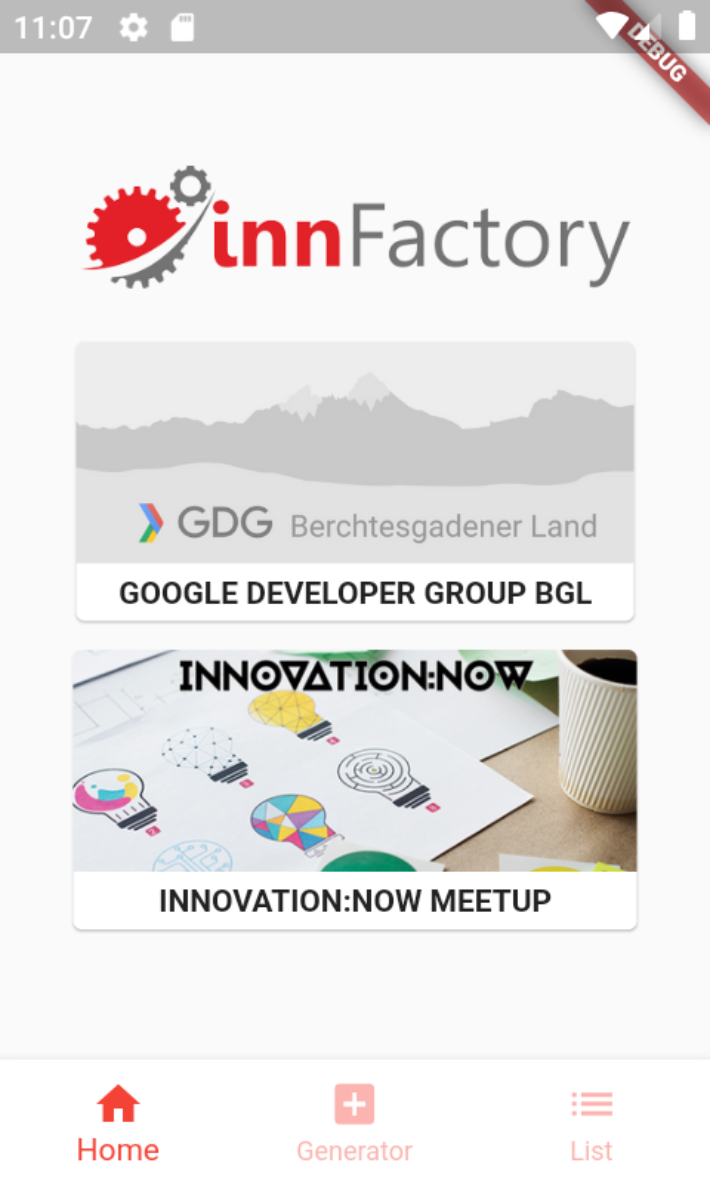 11:07
DEBUG
innFactory
GDG Berchtesgadener Land
GOOGLE DEVELOPER GROUP BGL
INNOVATION:NOW
INNOVATION:NOW MEETUP
Home
Generator
List